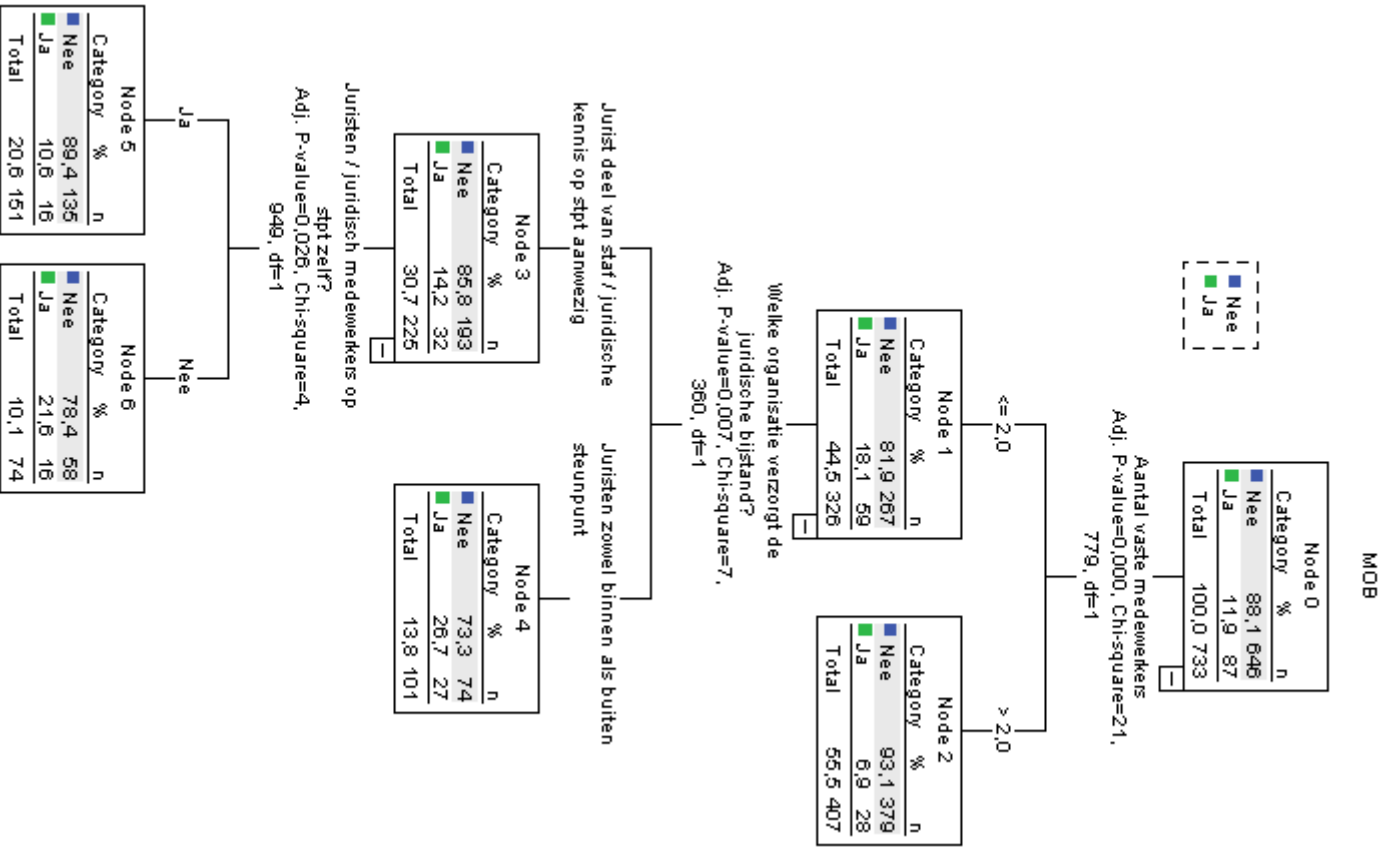 MOB
Nee
Ja
Node 0
Category % n
Nee 88,1 646
Ja 11,9 87
Total 100,0 733
Aantal vaste medewerkers
Adj. P-value=0,000, Chi-square=21,
779, df=1
<= 2,0
> 2,0
Node 1
Category % n
Nee 81,9 267
Ja 18,1 59
Total 44,5 326
Node 2
Category % n
Nee 93,1 379
Ja 6,9 28
Total 55,5 407
Welke organisatie verzorgt de
juridische bijstand?
Adj. P-value=0,007, Chi-square=7,
360, df=1
Jurist deel van staf / juridische
kennis op stpt aanwezig
Juristen zowel binnen als buiten
steunpunt
Node 3
Category % n
Nee 85,8 193
Ja 14,2 32
Total 30,7 225
Node 4
Category % n
Nee 73,3 74
Ja 26,7 27
Total 13,8 101
Juristen / juridisch medewerkers op
stpt zelf?
Adj. P-value=0,026, Chi-square=4,
949, df=1
Ja
Nee
Node 5
Category % n
Nee 89,4 135
Ja 10,6 16
Total 20,6 151
Node 6
Category % n
Nee 78,4 58
Ja 21,6 16
Total 10,1 74